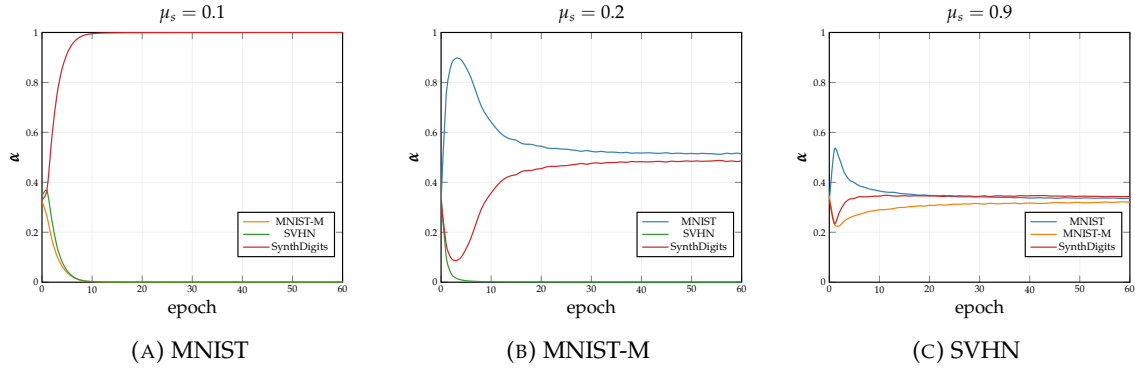 μ_s = 0.1
1
0.8
0.6
α
0.4
0.2
0
0 10 20 30 40 50 60
epoch
MNIST-M
SVHN
SynthDigits
(A) MNIST
μ_s = 0.2
1
0.8
0.6
α
0.4
0.2
0
0 10 20 30 40 50 60
epoch
MNIST
SVHN
SynthDigits
(B) MNIST-M
μ_s = 0.9
1
0.8
0.6
α
0.4
0.2
0
0 10 20 30 40 50 60
epoch
MNIST
MNIST-M
SynthDigits
(C) SVHN